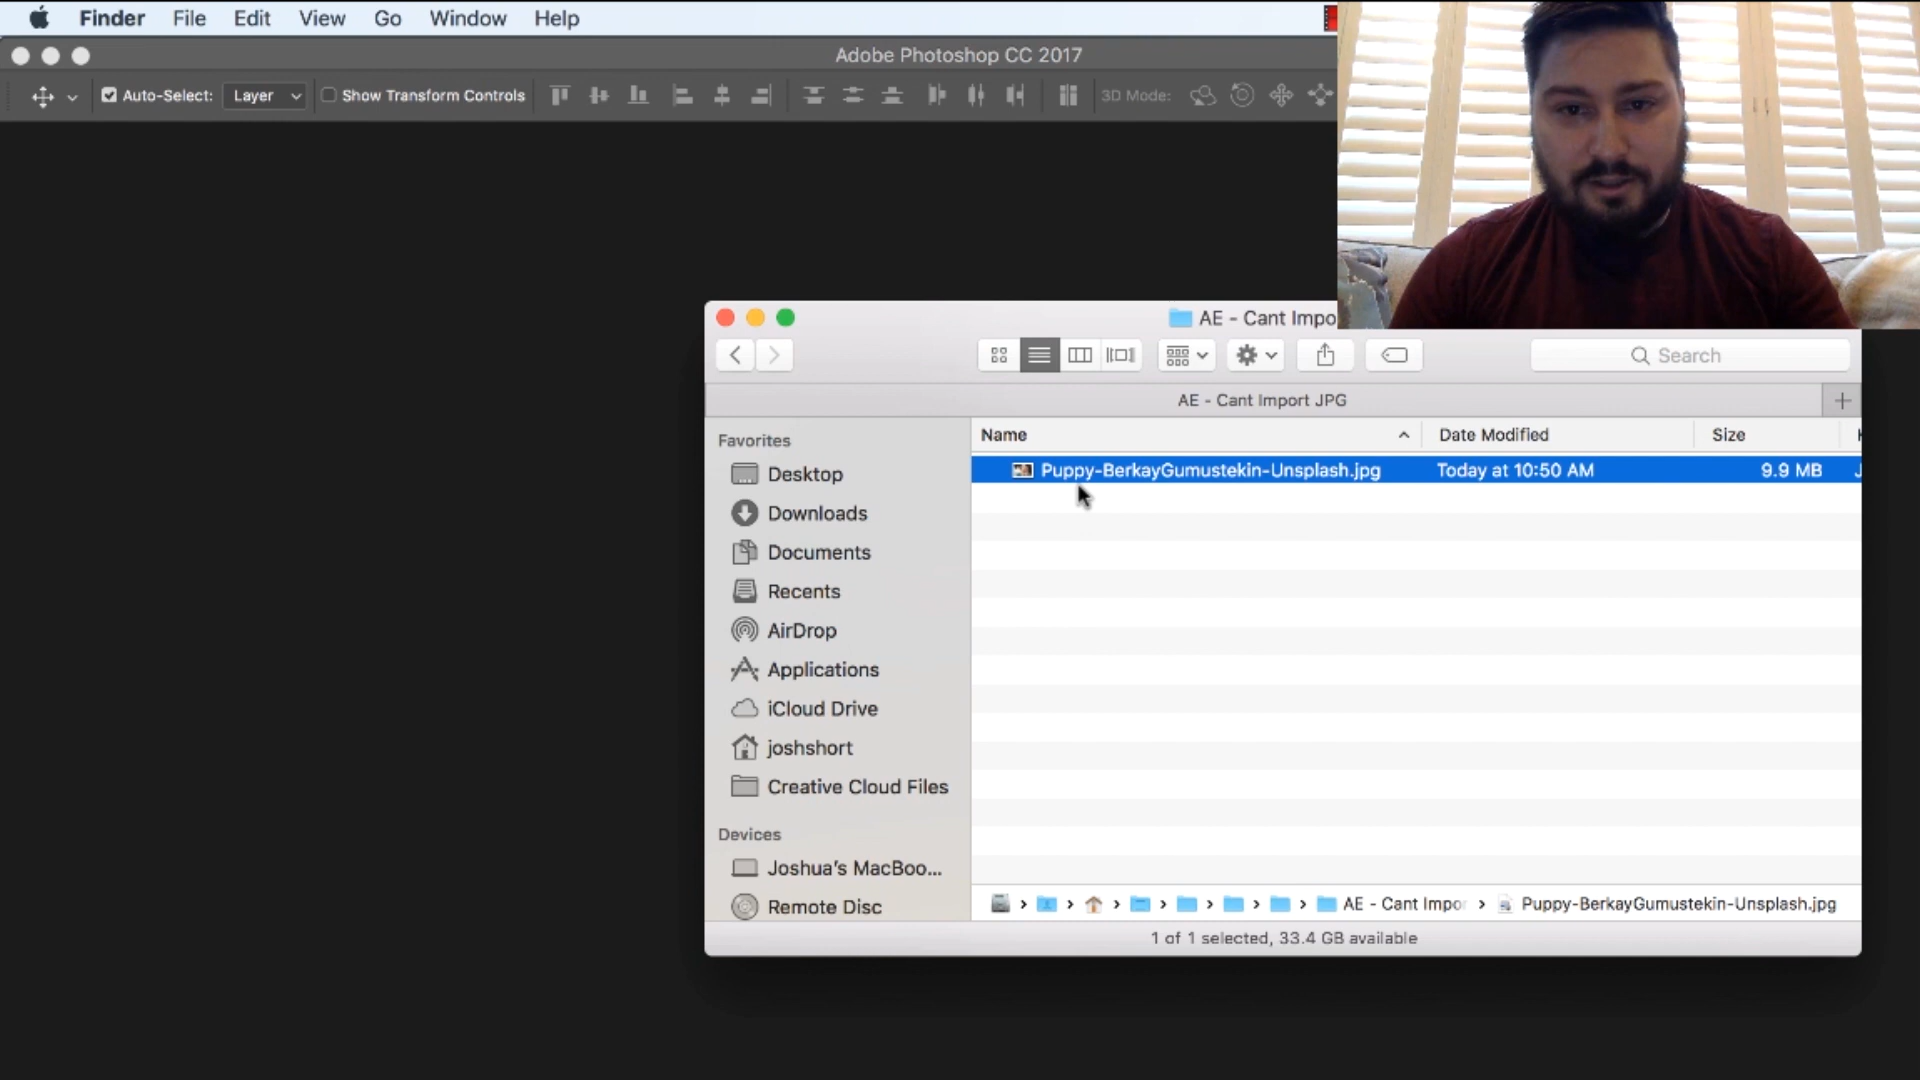 Finder File Edit View Go Window Help
Adobe Photoshop CC 2017
Auto-Select: Layer Show Transform Controls 3D Mode:
AE - Cant Impo
Search
AE - Cant Import JPG
Name Date Modified Size
Puppy-BerkayGumustekin-Unsplash.jpg Today at 10:50 AM 9.9 MB
Favorites
Desktop
Downloads
Documents
Recents
AirDrop
Applications
iCloud Drive
joshshort
Creative Cloud Files
Devices
Joshua's MacBoo...
Remote Disc
AE - Cant Impor Puppy-BerkayGumustekin-Unsplash.jpg
1 of 1 selected, 33.4 GB available